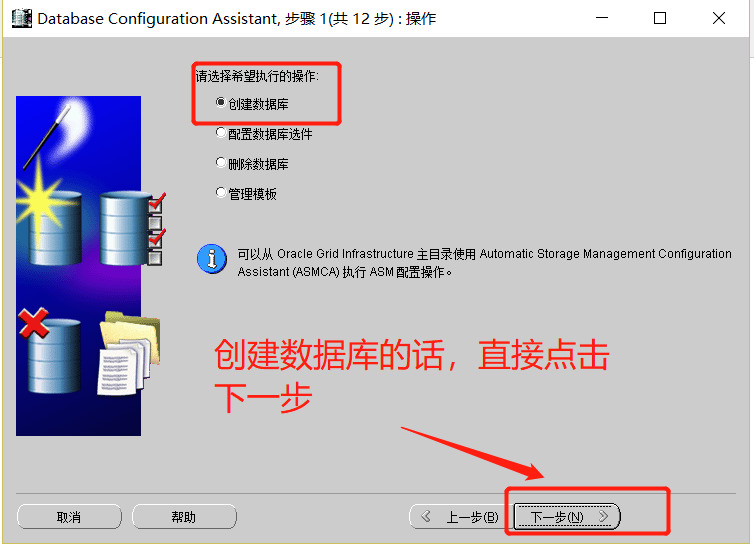 Database Configuration Assistant, 步骤 1(共 12 步) : 操作
请选择希望执行的操作:
创建数据库
配置数据库选件
删除数据库
管理模板
可以从 Oracle Grid Infrastructure 主目录使用 Automatic Storage Management Configuration
Assistant (ASMCA) 执行 ASM 配置操作。
创建数据库的话，直接点击
下一步
取消
帮助
上一步(B)
下一步(N)